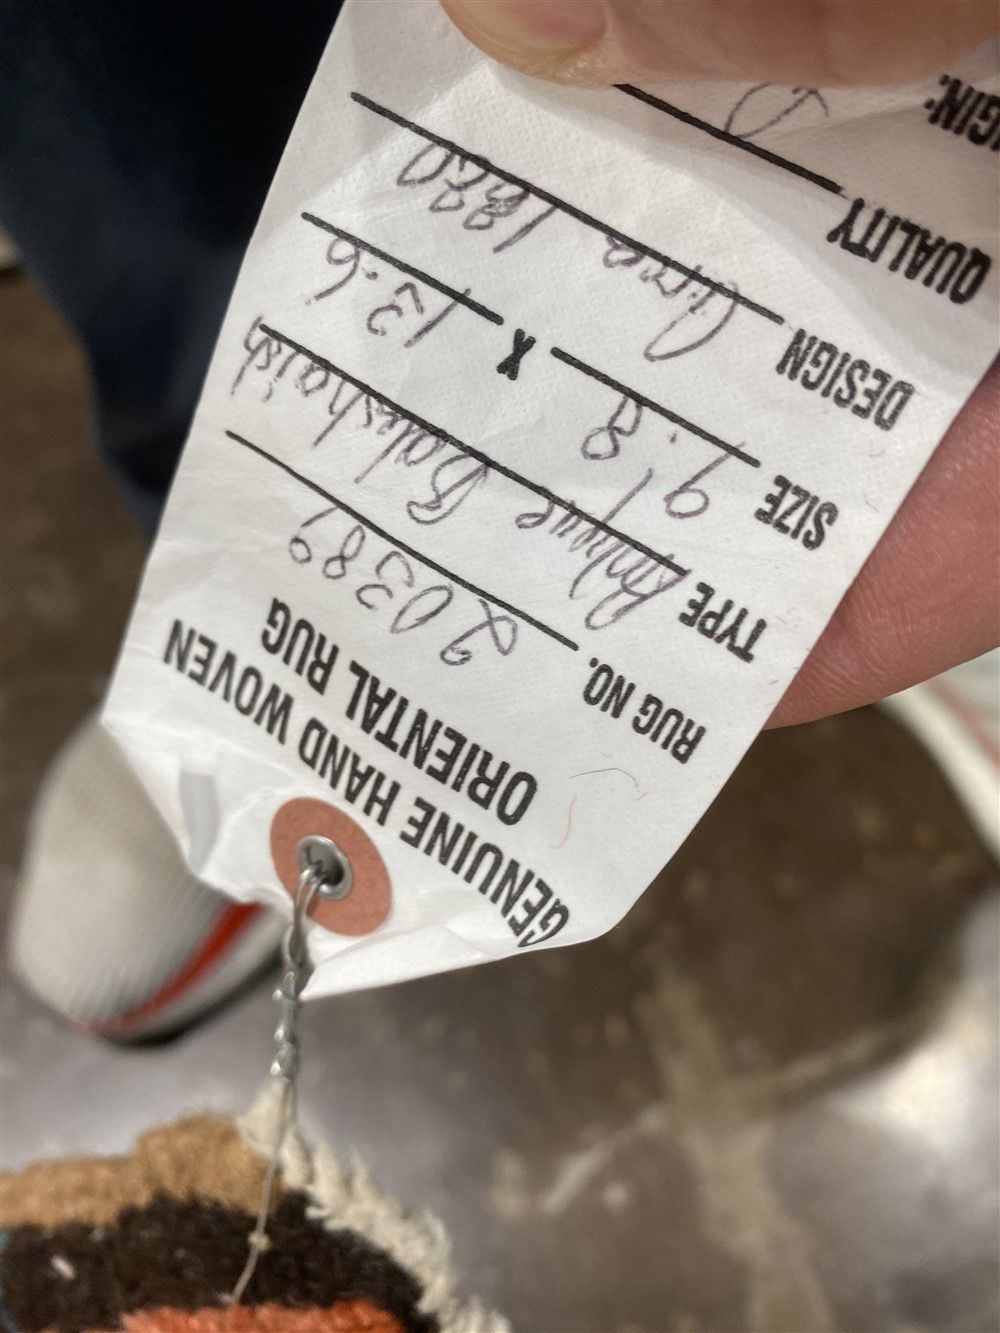 GENUINE HAND WOVEN
ORIENTAL RUG
RUG NO. 20389
TYPE Antique Bakshaish
SIZE 9'.8 X 13.6
DESIGN Circa 1880
QUALITY